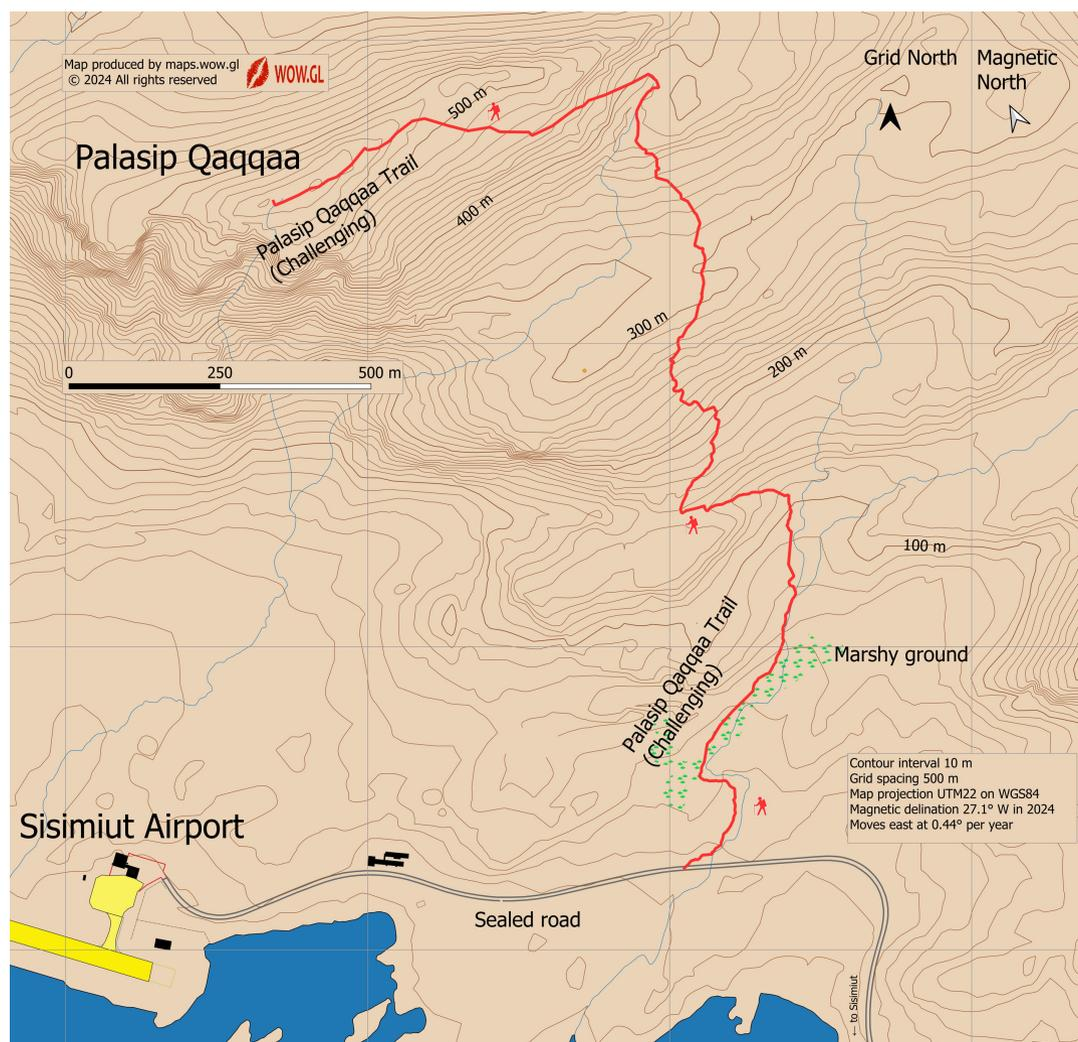 Map produced by maps.wow.gl
© 2024 All rights reserved
WOW.GL
Grid North
Magnetic
North
500 m
Palasip Qaqqaa
Palasip Qaqqaa Trail
(Challenging)
400 m
300 m
200 m
0 250 500 m
100 m
Palasip Qaqqaa Trail
(Challenging)
Marshy ground
Contour interval 10 m
Grid spacing 500 m
Map projection UTM22 on WGS84
Magnetic delination 27.1° W in 2024
Moves east at 0.44° per year
Sisimiut Airport
Sealed road
← to Sisimiut